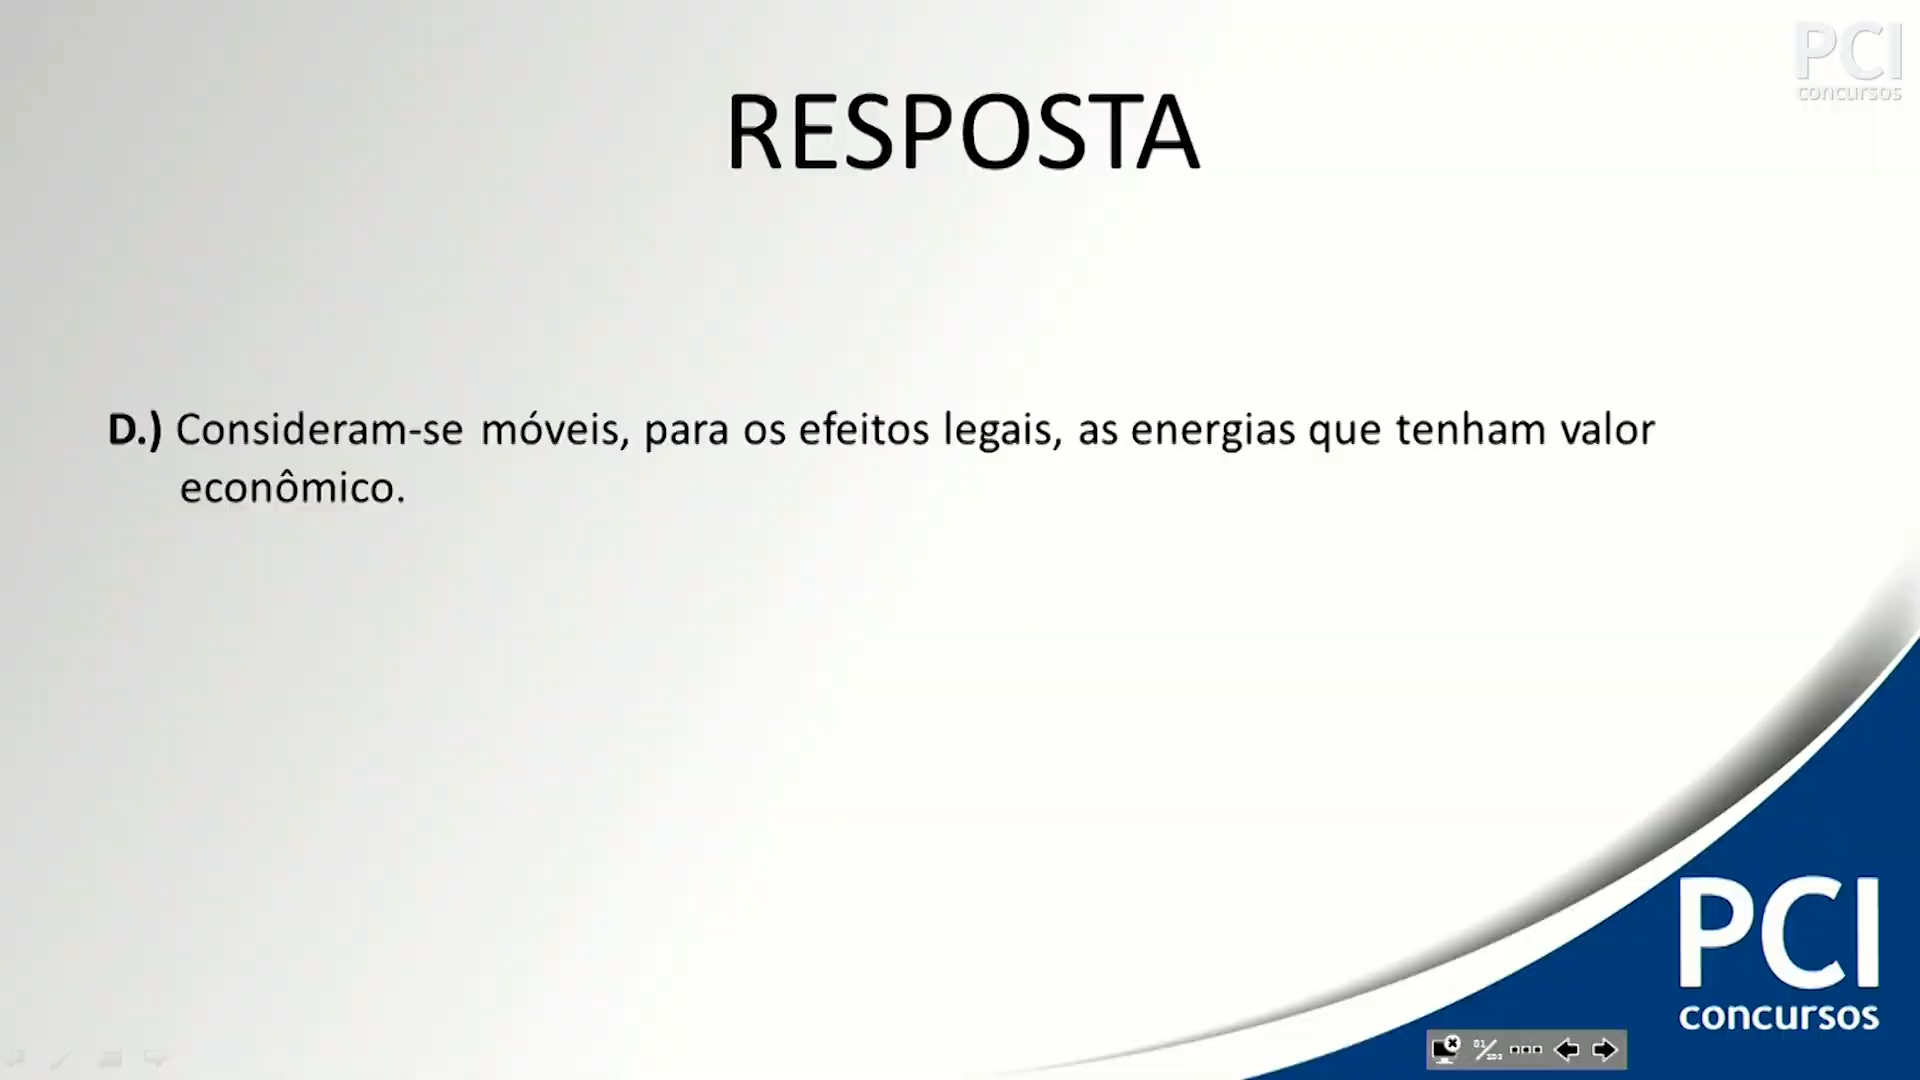 PCI
concursos
RESPOSTA
D.) Consideram-se móveis, para os efeitos legais, as energias que tenham valor
econômico.
PCI
concursos